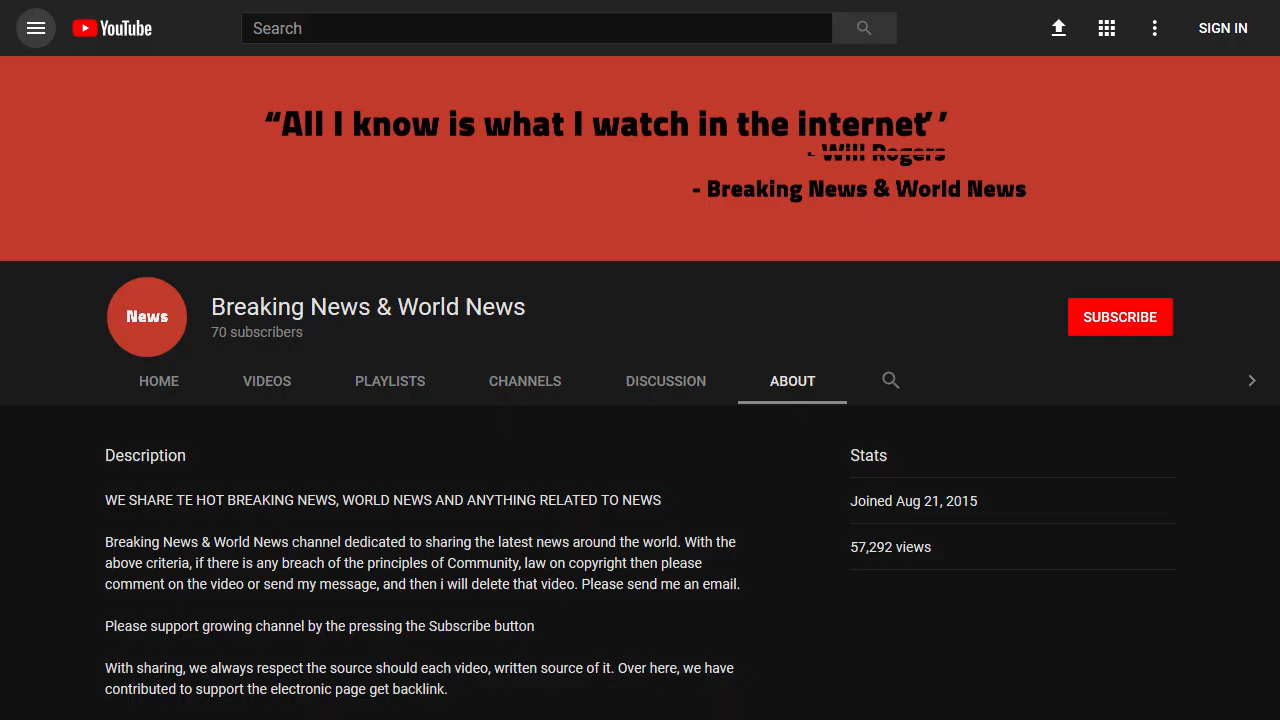 YouTube
Search
SIGN IN
“All I know is what I watch in the internet’’
- Will Rogers
- Breaking News & World News
News
Breaking News & World News
70 subscribers
SUBSCRIBE
HOME VIDEOS PLAYLISTS CHANNELS DISCUSSION ABOUT
Description
WE SHARE TE HOT BREAKING NEWS, WORLD NEWS AND ANYTHING RELATED TO NEWS
Breaking News & World News channel dedicated to sharing the latest news around the world. With the
above criteria, if there is any breach of the principles of Community, law on copyright then please
comment on the video or send my message, and then i will delete that video. Please send me an email.
Please support growing channel by the pressing the Subscribe button
With sharing, we always respect the source should each video, written source of it. Over here, we have
contributed to support the electronic page get backlink.
Stats
Joined Aug 21, 2015
57,292 views